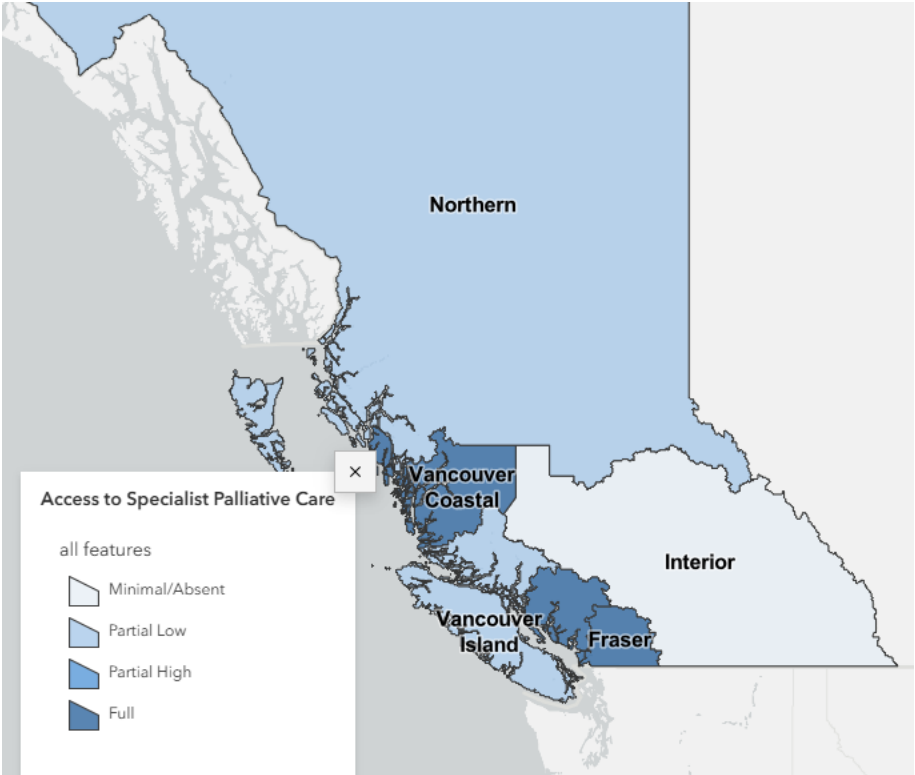 Northern
Vancouver
Coastal
Interior
Vancouver
Island
Fraser
×
Access to Specialist Palliative Care
all features
Minimal/Absent
Partial Low
Partial High
Full